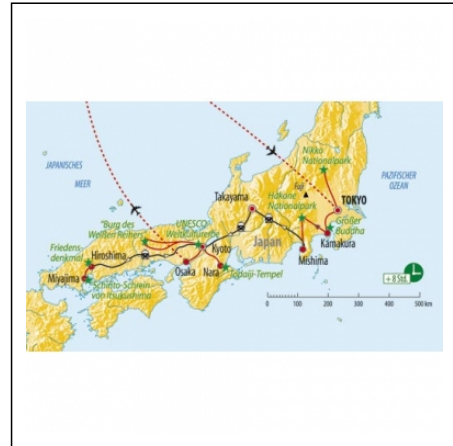 JAPANISCHES
MEER
Nikko
Nationalpark
PAZIFISCHER
OZEAN
Takayama
Hakone
Nationalpark
Fuji
TOKYO
Großer
Buddha
Kamakura
"Burg des
Weißen Reihers"
UNESCO
Weltkulturerbe
Kyoto
Japan
Friedens-
denkmal
Hiroshima
Osaka
Nara
Todaiji-Tempel
Mishima
Miyajima
Schinto-Schrein
von Itsukushima
+ 8 Std.
0 100 200 300 400 500 km